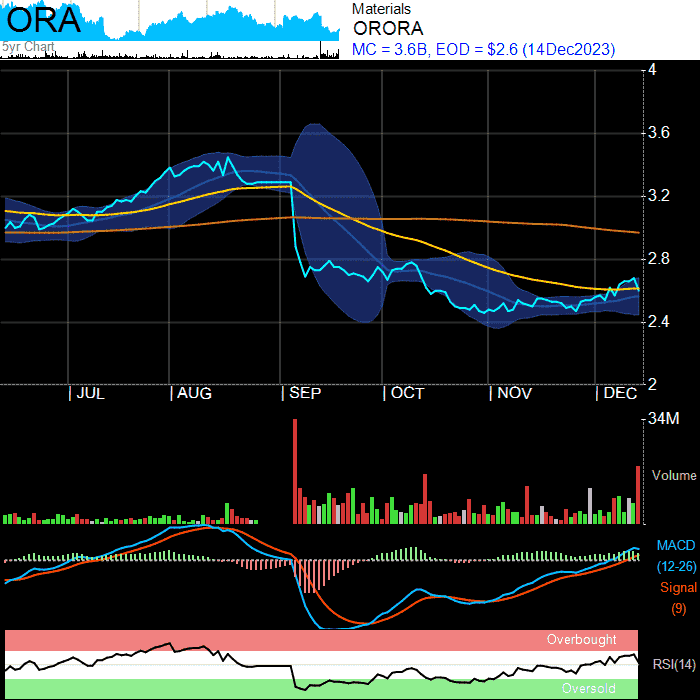 ORA
5yr Chart
Materials
ORORA
MC = 3.6B, EOD = $2.6 (14Dec2023)
4
3.6
3.2
2.8
2.4
2
JUL AUG SEP OCT NOV DEC
34M
Volume
MACD
(12-26)
Signal
(9)
Overbought
RSI(14)
Oversold